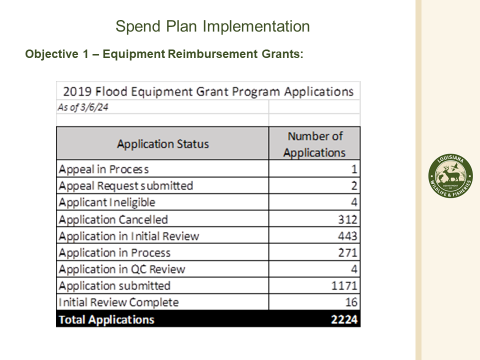 Spend Plan Implementation
Objective 1 – Equipment Reimbursement Grants:
2019 Flood Equipment Grant Program Applications
As of 3/6/24
Application Status Number of Applications
Appeal in Process 1
Appeal Request submitted 2
Applicant Ineligible 4
Application Cancelled 312
Application in Initial Review 443
Application in Process 271
Application in QC Review 4
Application submitted 1171
Initial Review Complete 16
Total Applications 2224
LOUISIANA
WILDLIFE & FISHERIES